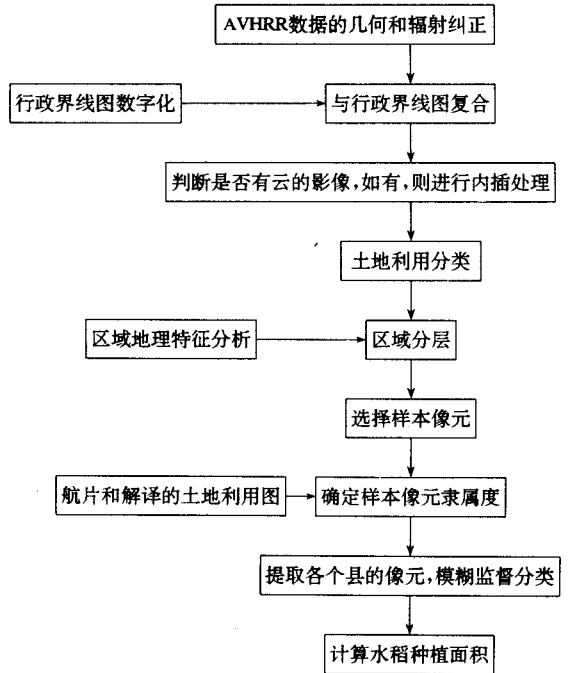 AVHRR数据的几何和辐射纠正
行政界线图数字化
与行政界线图复合
判断是否有云的影像,如有,则进行内插处理
土地利用分类
区域地理特征分析
区域分层
选择样本像元
航片和解译的土地利用图
确定样本像元隶属度
提取各个县的像元,模糊监督分类
计算水稻种植面积